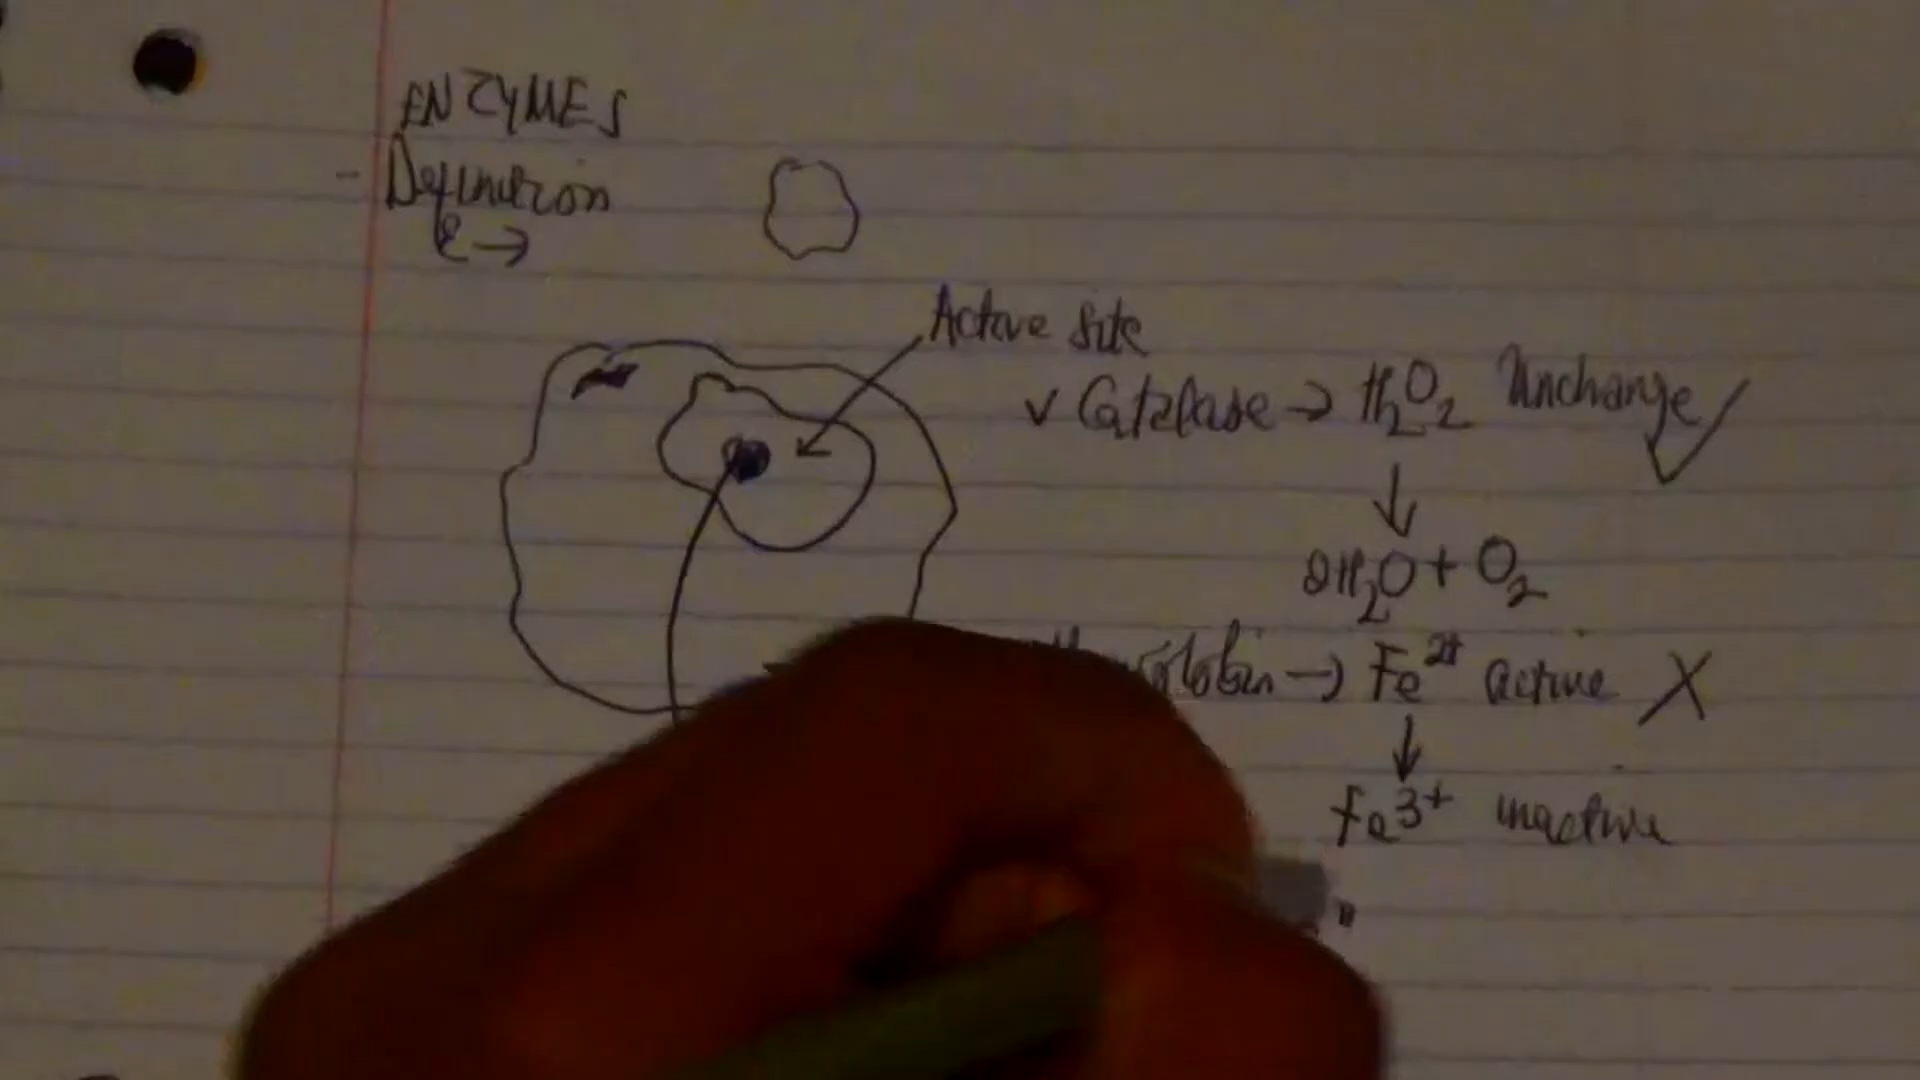 ENZYMES
- Definition
E →
Active Site
✓ Catalase → H₂O₂ Unchange ✓
↓
2H₂O + O₂
→ Fe²⁺ active X
↓
Fe3⁺ inactive